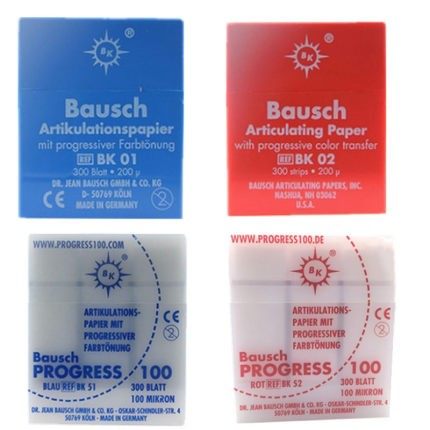 BK
®
Bausch
Artikulationspapier
mit progressiver Farbtönung
REF BK 01
300 Blatt • 200 µ
DR. JEAN BAUSCH GMBH & CO. KG
D- 50769 KÖLN
MADE IN GERMANY
CE
BK
®
Bausch
Articulating Paper
with progressive color transfer
REF BK 02
300 strips • 200 µ
BAUSCH ARTICULATING PAPERS, INC.
NASHUA, NH 03062
U.S.A.
WWW.PROGRESS100.COM
BK
ARTIKULATIONS-
PAPIER MIT
PROGRESSIVER
FARBTÖNUNG
CE
2
Bausch
PROGRESS 100
BLAU REF BK 51 300 BLATT
100 MIKRON
DR. JEAN BAUSCH GMBH & CO. KG - OSKAR-SCHINDLER-STR. 4
50769 KÖLN MADE IN GERMANY
WWW.PROGRESS100.DE
BK
ARTIKULATIONS-
PAPIER MIT
PROGRESSIVER
FARBTÖNUNG
CE
2
Bausch
PROGRESS 100
ROT REF BK 52 300 BLATT
100 MIKRON
DR. JEAN BAUSCH GMBH & CO. KG - OSKAR-SCHINDLER-STR. 4
50769 KÖLN MADE IN GERMANY